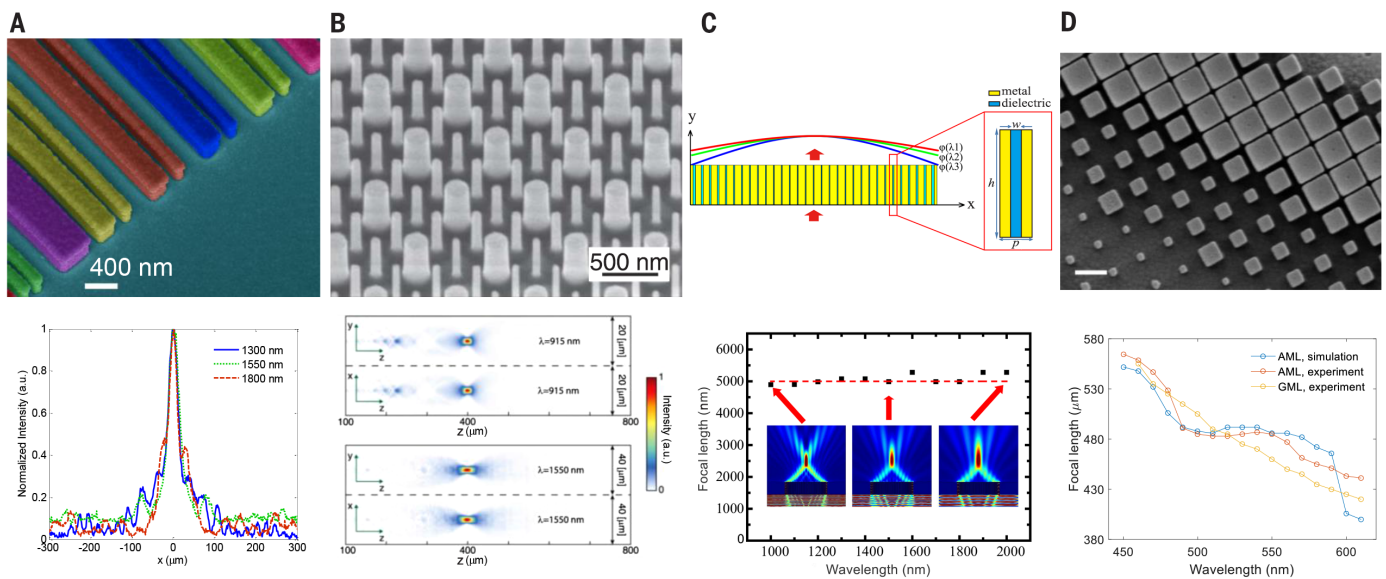 A
400 nm
B
500 nm
C
metal
dielectric
y
φ(λ1)
φ(λ2)
φ(λ3)
x
w
h
p
D
Normalized Intensity (a.u.)
1
0.8
0.6
0.4
0.2
0
1300 nm
1550 nm
1800 nm
-300 -200 -100 0 100 200 300
x (μm)
y
z
λ=915 nm
20 [μm]
x
z
λ=915 nm
20 [μm]
100 400 800
z (μm)
y
z
λ=1550 nm
40 [μm]
x
z
λ=1550 nm
40 [μm]
100 400 800
z (μm)
1
0
Intensity (a.u.)
Focal length (nm)
7000
6000
5000
4000
3000
2000
1000
0
1000 1200 1400 1600 1800 2000
Wavelength (nm)
Focal length (μm)
580
530
480
430
380
AML, simulation
AML, experiment
GML, experiment
450 500 550 600
Wavelength (nm)